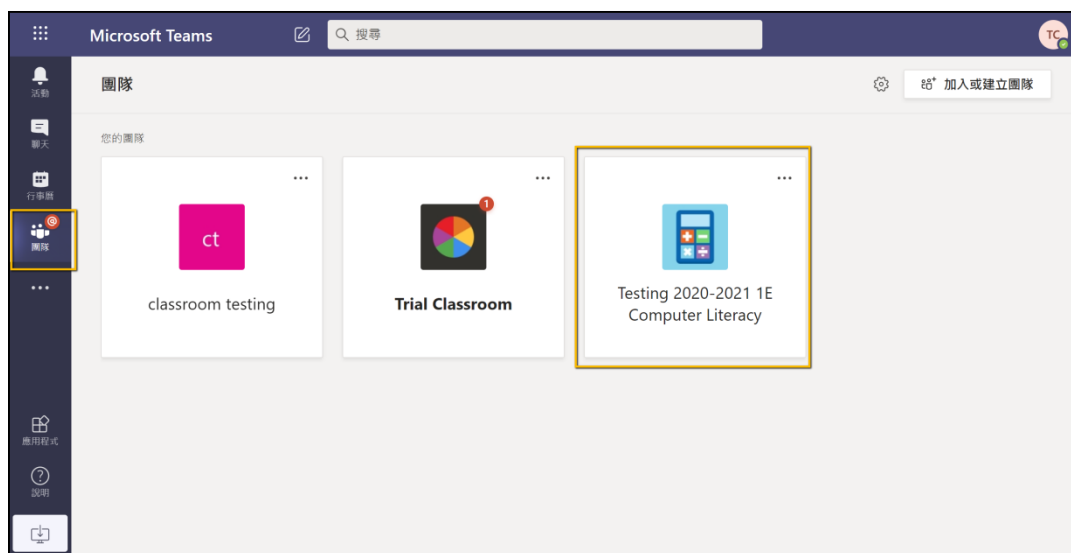 Microsoft Teams
搜尋
TC
活動
聊天
行事曆
@
團隊
團隊
加入或建立團隊
您的團隊
ct
classroom testing
1
Trial Classroom
Testing 2020-2021 1E
Computer Literacy
應用程式
?
說明